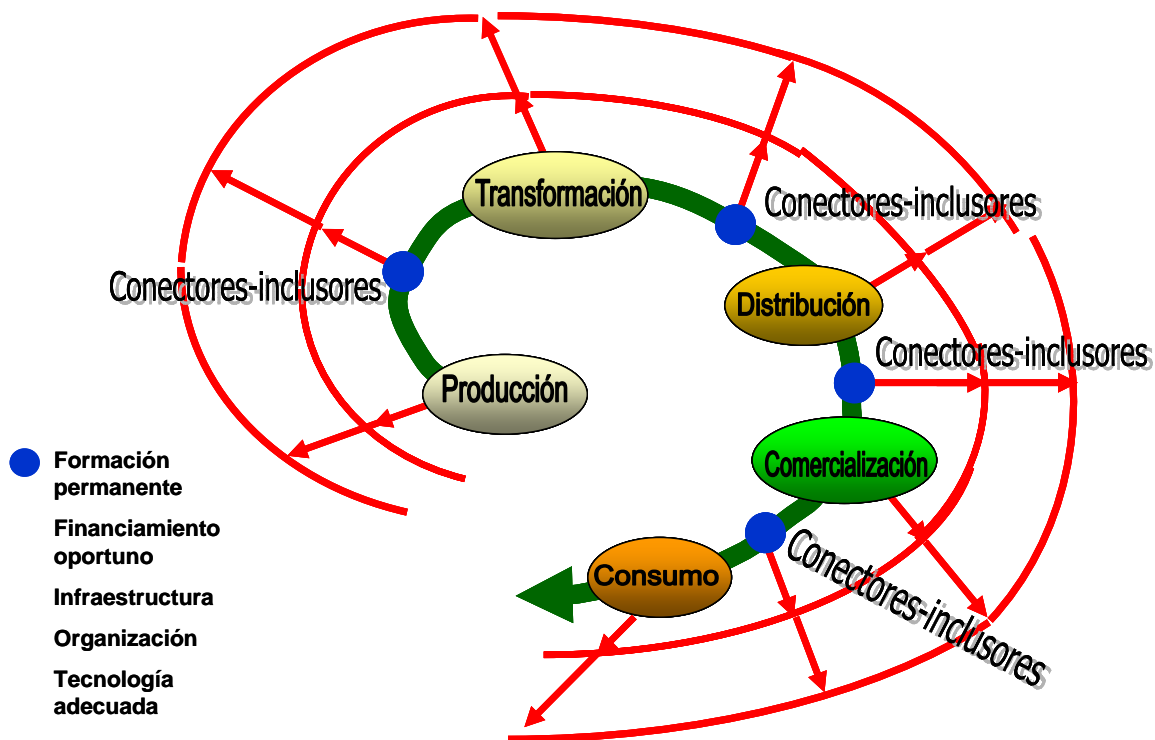 Transformación
Conectores-inclusores
Conectores-inclusores
Distribución
Conectores-inclusores
Producción
Comercialización
Conectores-inclusores
Consumo
Formación
permanente
Financiamiento
oportuno
Infraestructura
Organización
Tecnología
adecuada